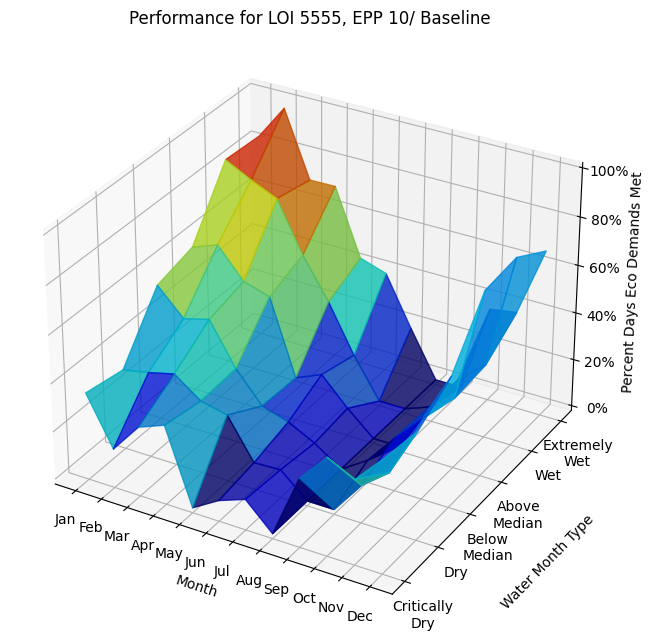 Performance for LOI 5555, EPP 10/ Baseline
100%
80%
60%
40%
20%
0%
Percent Days Eco Demands Met
Extremely
Wet
Wet
Above
Median
Below
Median
Dry
Critically
Dry
Water Month Type
Jan
Feb
Mar
Apr
May
Jun
Jul
Aug
Sep
Oct
Nov
Dec
Month